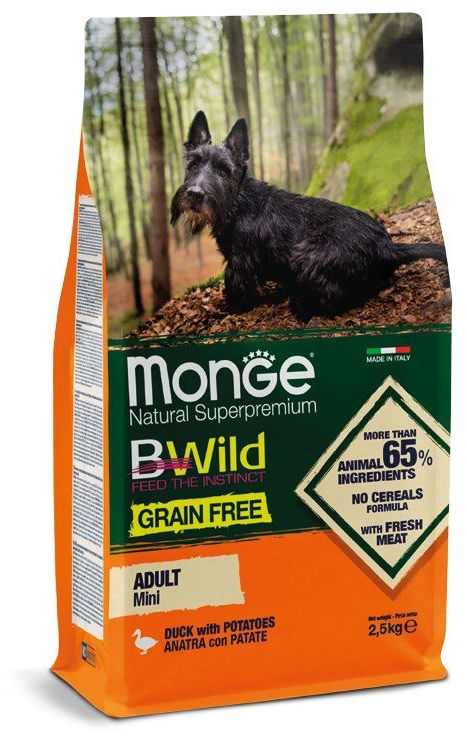 MONGE®
Natural Superpremium
MADE IN ITALY
BWild
FEED THE INSTINCT
GRAIN FREE
MORE THAN
ANIMAL 65%
INGREDIENTS
NO CEREALS
FORMULA
WITH FRESH
MEAT
ADULT
Mini
DUCK with POTATOES
ANATRA con PATATE
Net weight - Peso netto
2,5kg e